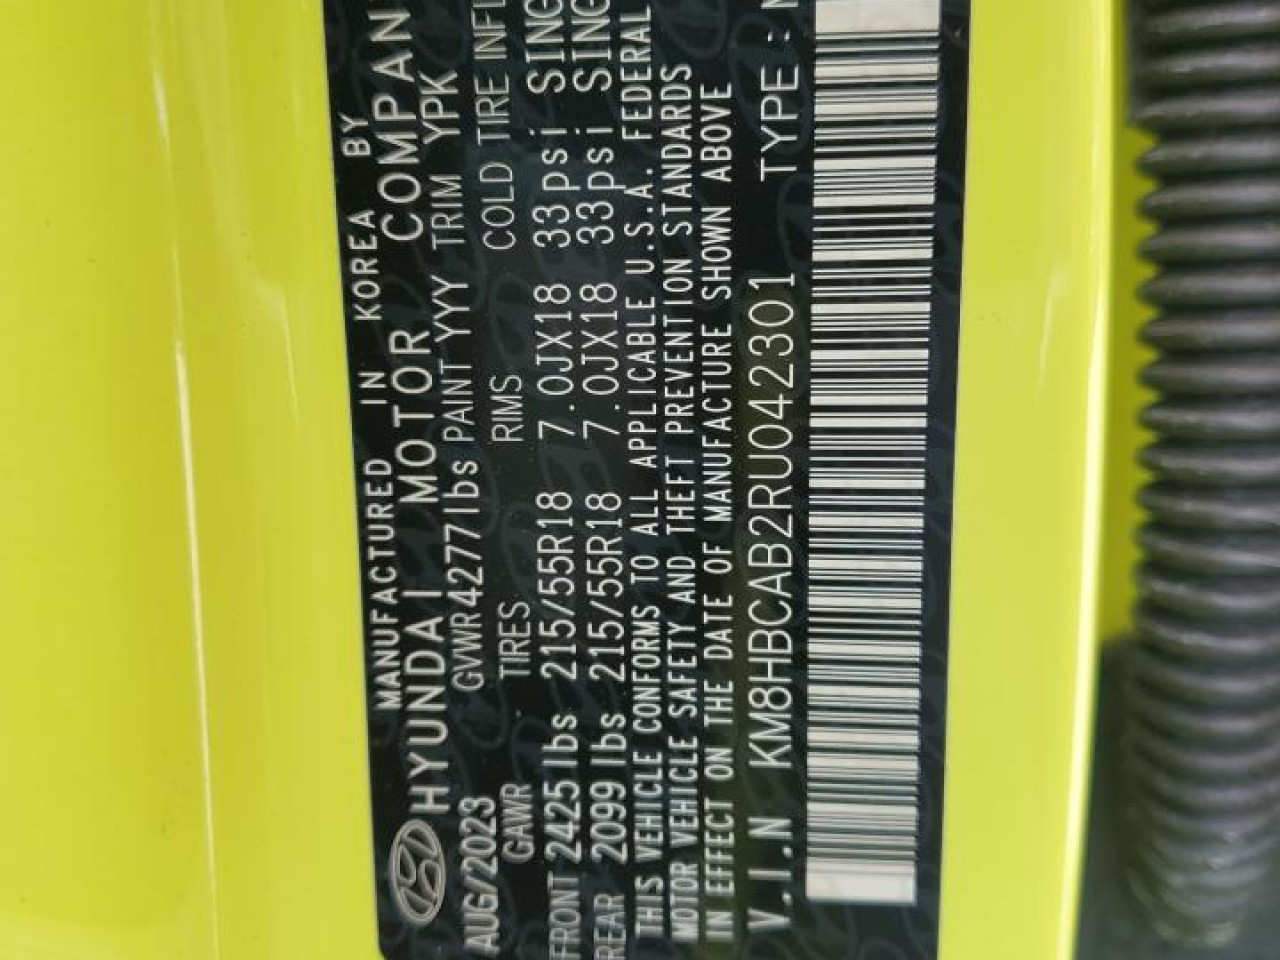 MANUFACTURED IN KOREA BY
HYUNDAI MOTOR COMPAN
AUG/2023 GVWR4277lbs PAINT YYY TRIM YPK
GAWR TIRES RIMS COLD TIRE INFL
FRONT 2425lbs 215/55R18 7.0JX18 33psi SING
REAR 2099lbs 215/55R18 7.0JX18 33psi SING
THIS VEHICLE CONFORMS TO ALL APPLICABLE U.S.A. FEDERAL
MOTOR VEHICLE SAFETY AND THEFT PREVENTION STANDARDS
IN EFFECT ON THE DATE OF MANUFACTURE SHOWN ABOVE
V.I.N KM8HBCAB2RU042301 TYPE: